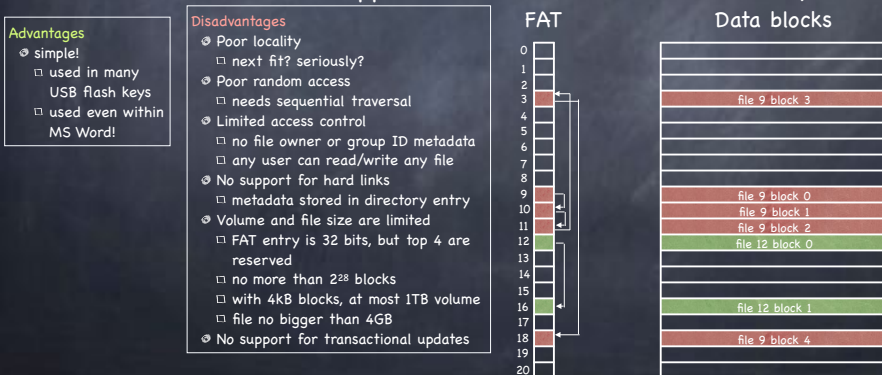 Advantages
simple!
used in many
USB flash keys
used even within
MS Word!
Disadvantages
Poor locality
next fit? seriously?
Poor random access
needs sequential traversal
Limited access control
no file owner or group ID metadata
any user can read/write any file
No support for hard links
metadata stored in directory entry
Volume and file size are limited
FAT entry is 32 bits, but top 4 are
reserved
no more than 2²⁸ blocks
with 4kB blocks, at most 1TB volume
file no bigger than 4GB
No support for transactional updates
FAT
0
1
2
3
4
5
6
7
8
9
10
11
12
13
14
15
16
17
18
19
20
Data blocks
file 9 block 3
file 9 block 0
file 9 block 1
file 9 block 2
file 12 block 0
file 12 block 1
file 9 block 4